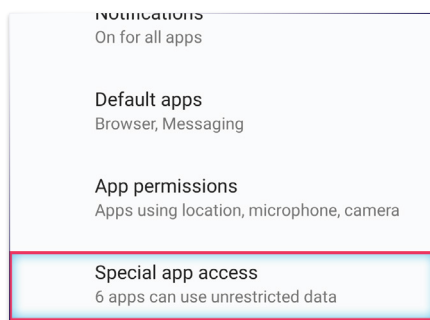 Notifications
On for all apps
Default apps
Browser, Messaging
App permissions
Apps using location, microphone, camera
Special app access
6 apps can use unrestricted data